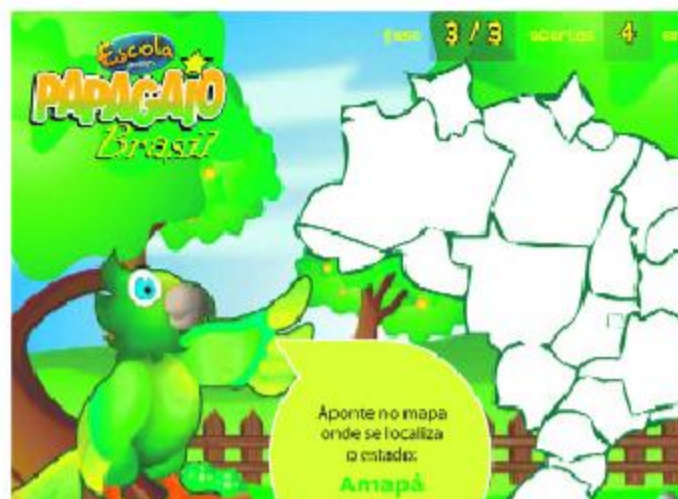 Escola
PAPAGAIO
Brasil
fase 3/3 acertos 4
Aponte no mapa
onde se localiza
o estado:
Amapá